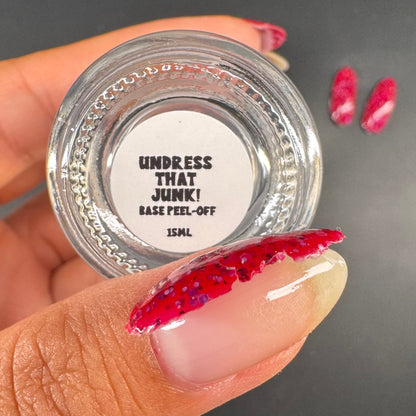 UNDRESS
THAT
JUNK!
BASE PEEL-OFF
15ML